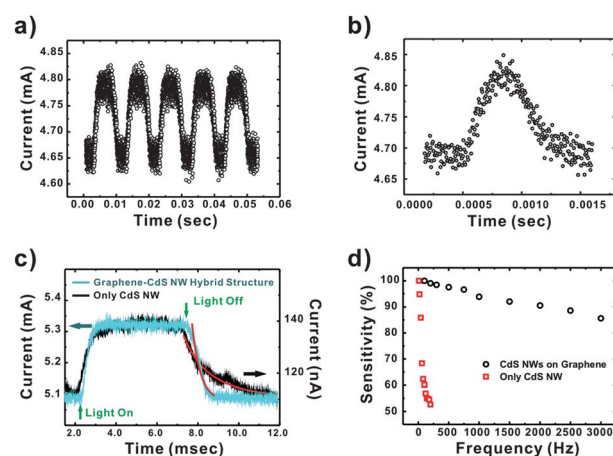 a)
4.85
4.80
4.75
4.70
4.65
4.60
Current (mA)
0.00 0.01 0.02 0.03 0.04 0.05 0.06
Time (sec)
b)
4.85
4.80
4.75
4.70
4.65
Current (mA)
0.0000 0.0005 0.0010 0.0015
Time (sec)
c)
Graphene-CdS NW Hybrid Structure
Only CdS NW
Light Off
Light On
5.4
5.3
5.2
5.1
Current (mA)
140
120
Current (nA)
2.0 4.0 6.0 8.0 10.0 12.0
Time (msec)
d)
100
90
80
70
60
50
Sensitivity (%)
CdS NWs on Graphene
Only CdS NW
0 500 1000 1500 2000 2500 3000
Frequency (Hz)